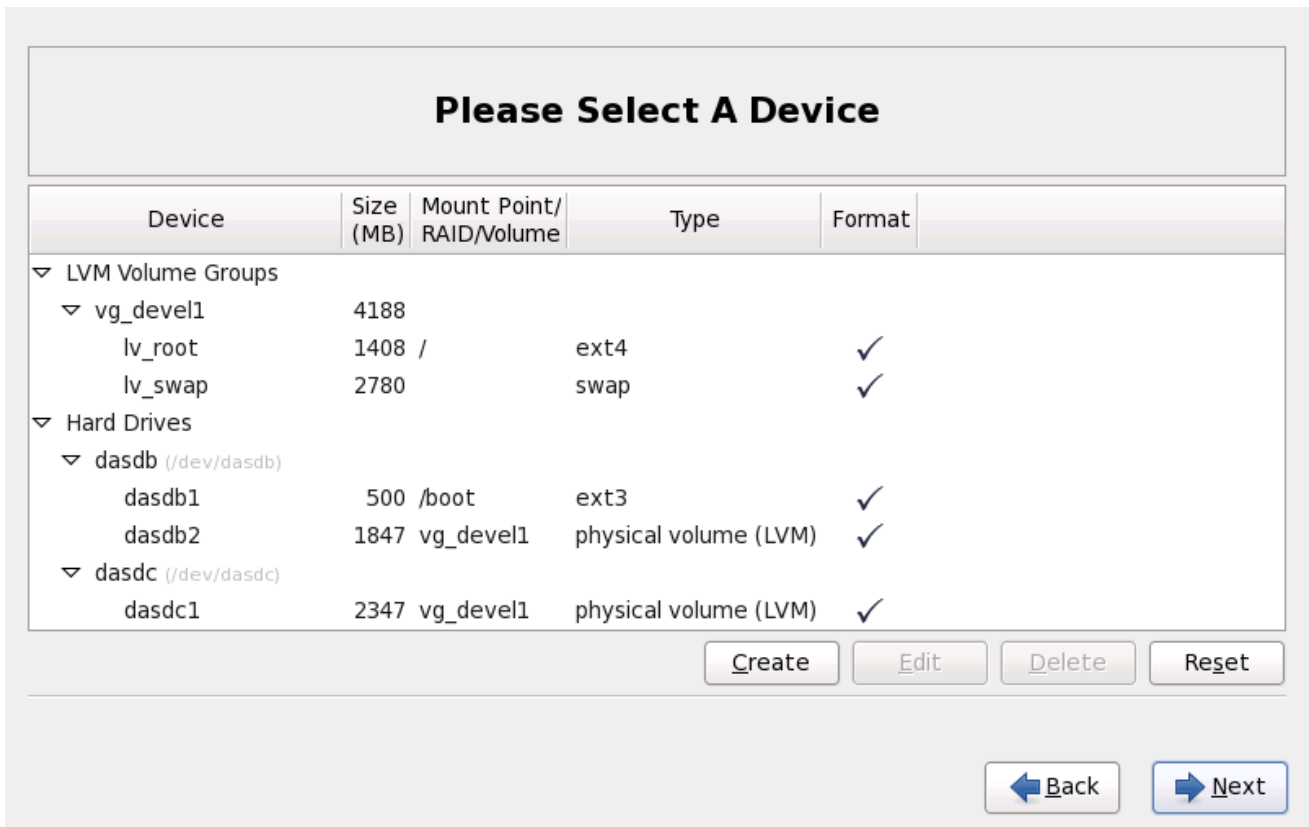 Please Select A Device
Device Size (MB) Mount Point/ RAID/Volume Type Format
LVM Volume Groups
vg_devel1 4188
lv_root 1408 / ext4
lv_swap 2780 swap
Hard Drives
dasdb (/dev/dasdb)
dasdb1 500 /boot ext3
dasdb2 1847 vg_devel1 physical volume (LVM)
dasdc (/dev/dasdc)
dasdc1 2347 vg_devel1 physical volume (LVM)
Create Edit Delete Reset
Back Next